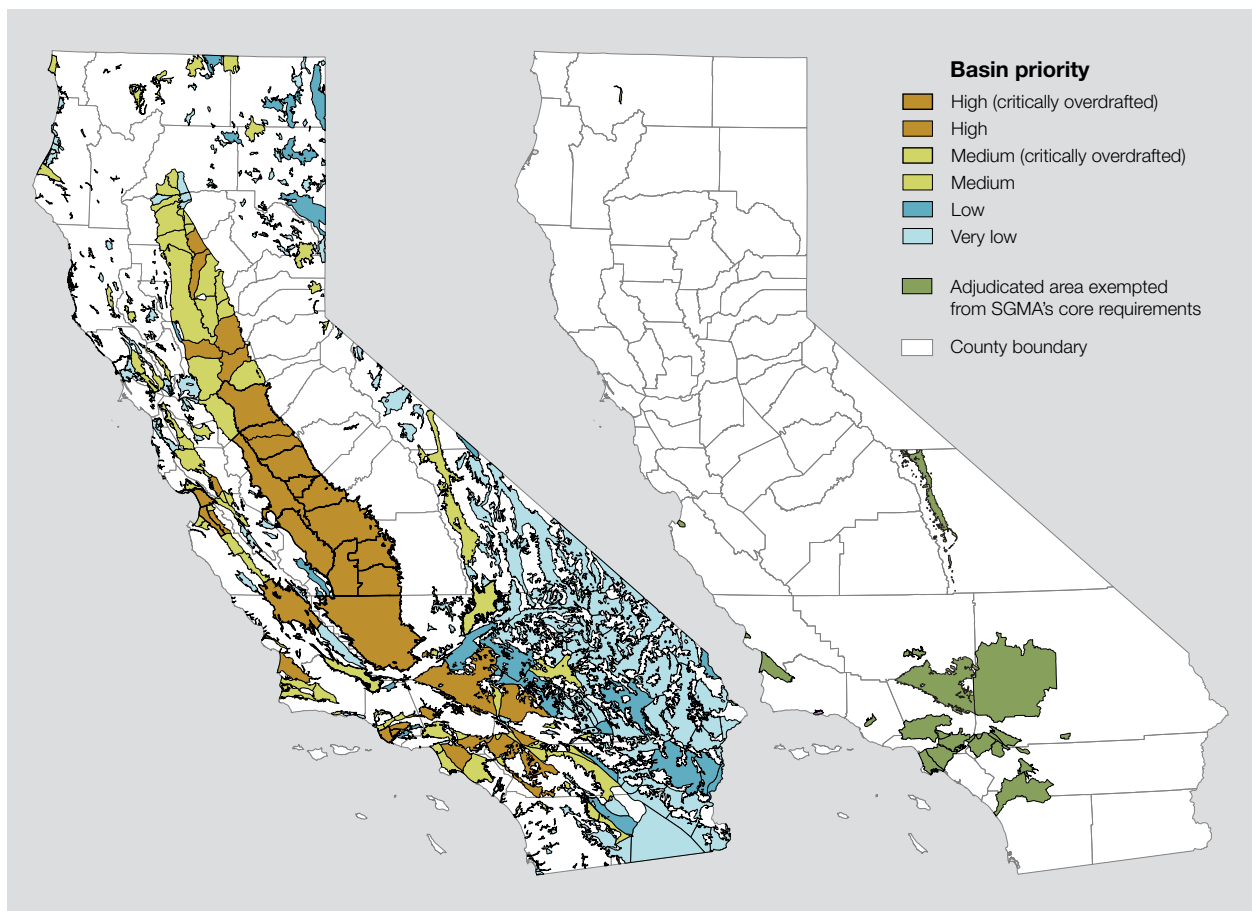 Basin priority
High (critically overdrafted)
High
Medium (critically overdrafted)
Medium
Low
Very low
Adjudicated area exempted
from SGMA’s core requirements
County boundary